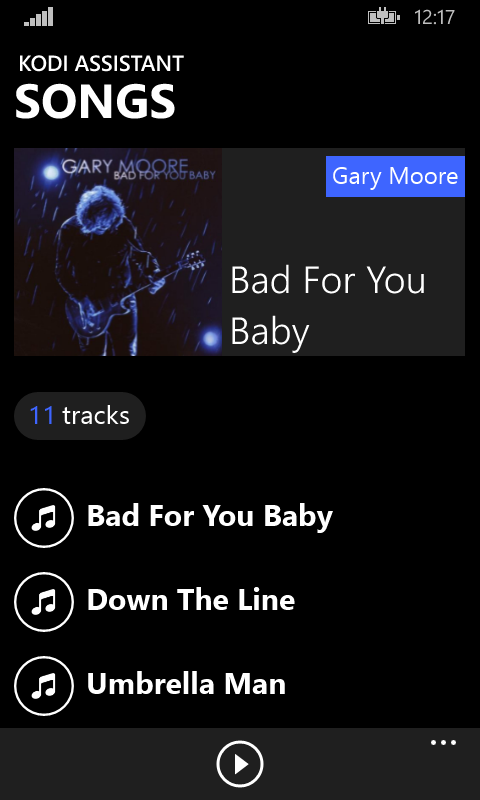 12:17
KODI ASSISTANT
SONGS
GARY MOORE
BAD FOR YOU BABY
Gary Moore
Bad For You
Baby
11 tracks
Bad For You Baby
Down The Line
Umbrella Man